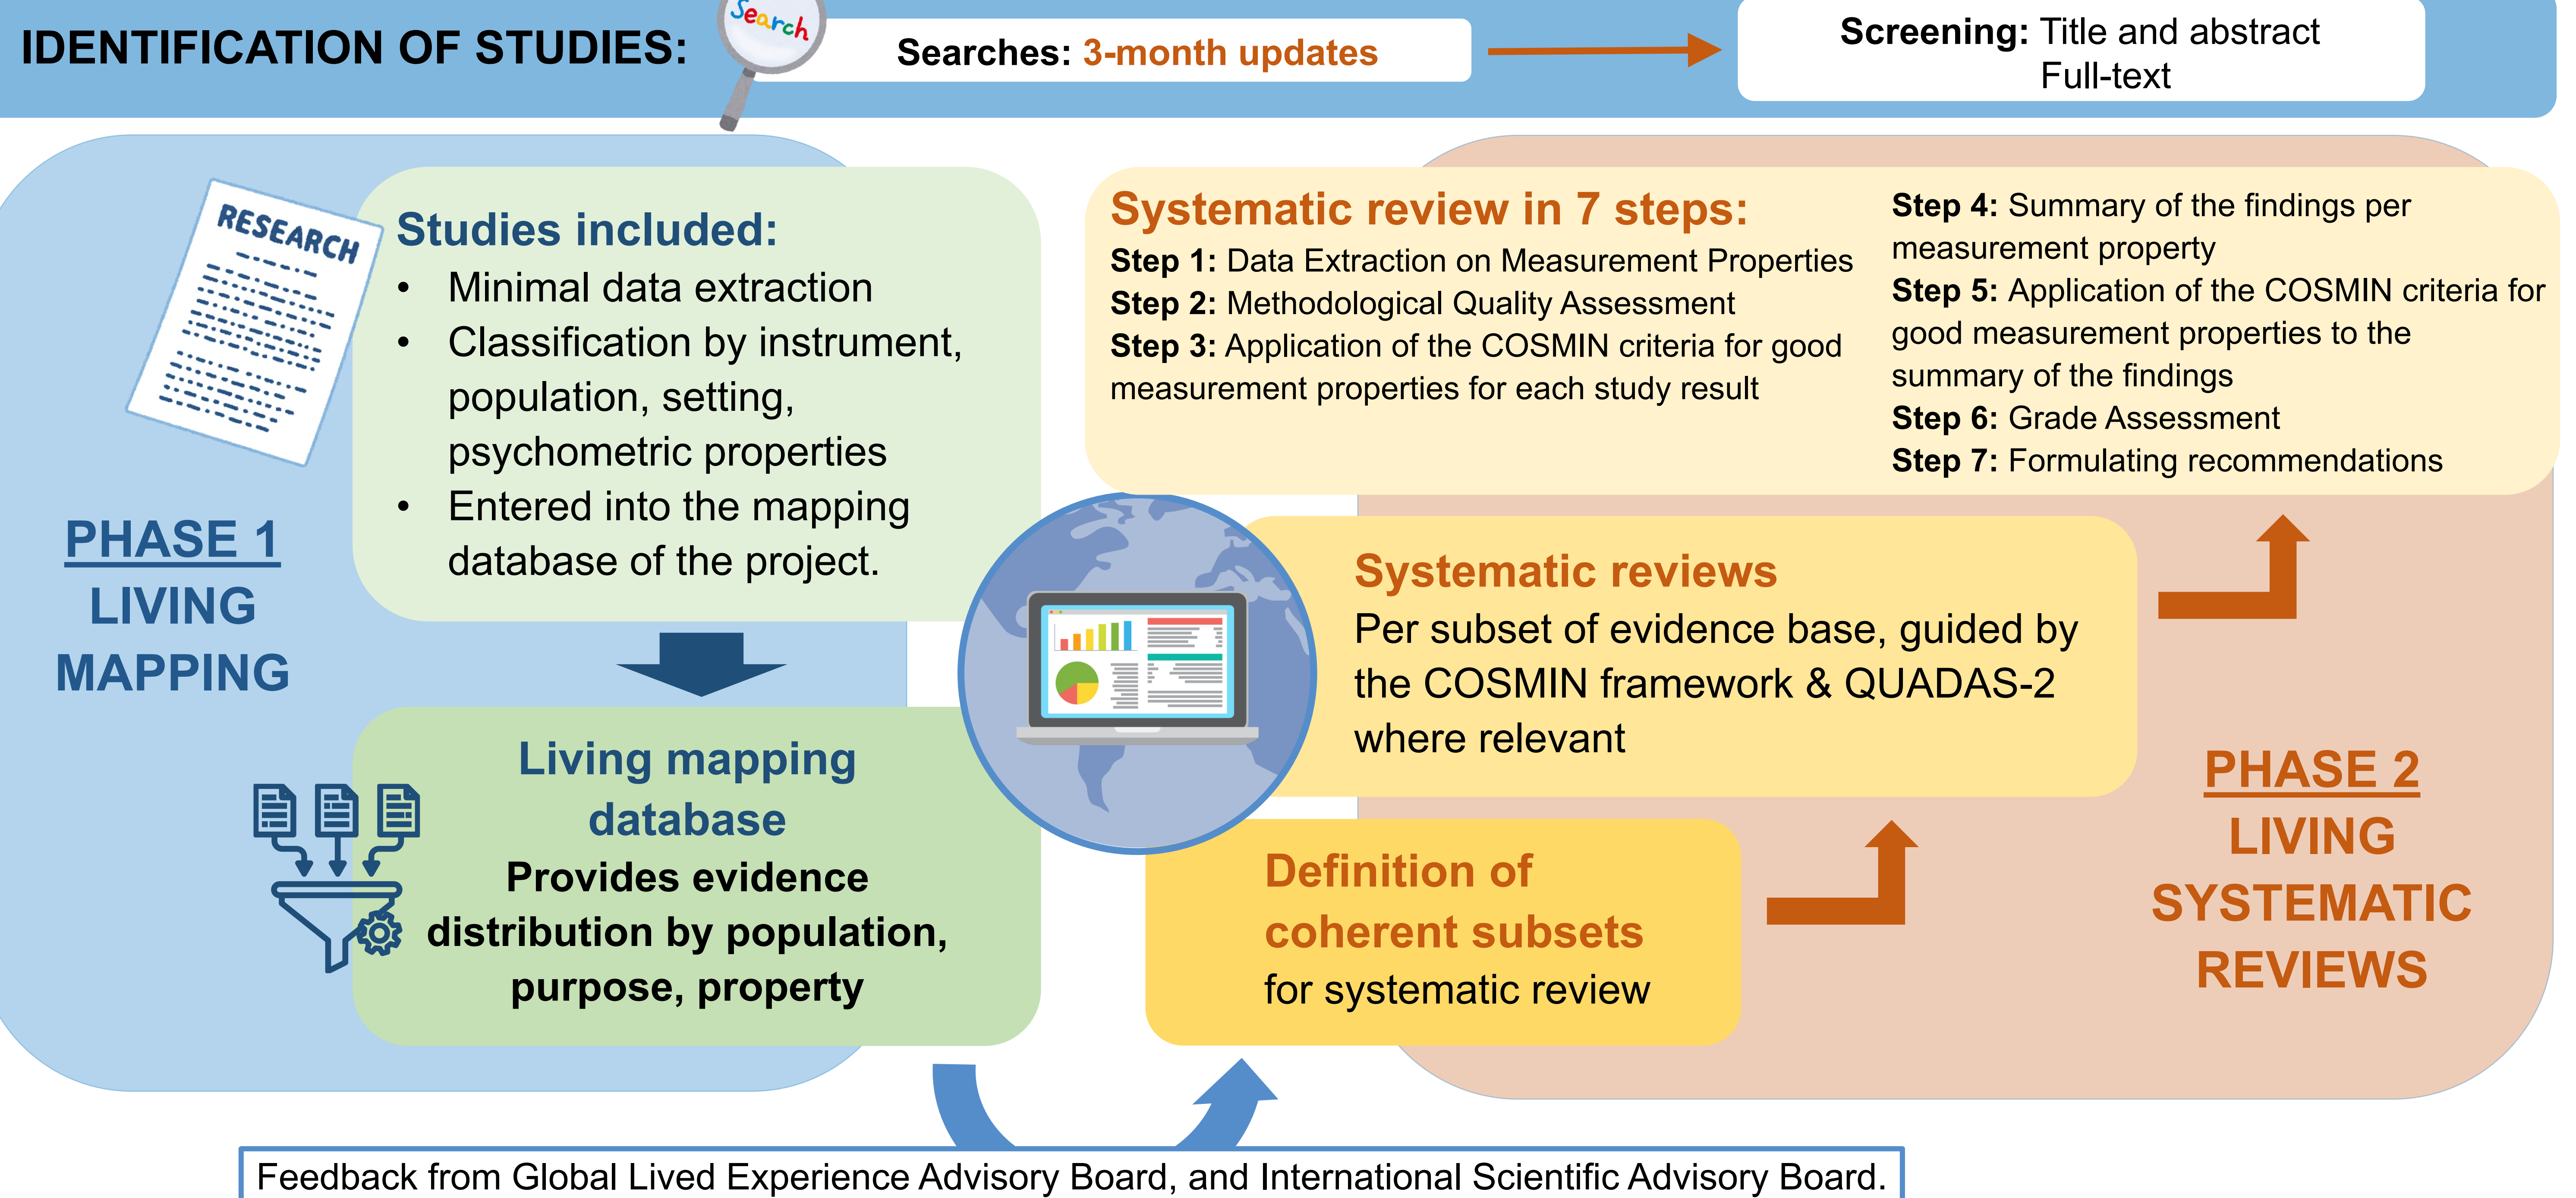 IDENTIFICATION OF STUDIES:
Search
Searches: 3-month updates
Screening: Title and abstract
Full-text
PHASE 1
LIVING
MAPPING
RESEARCH
Studies included:
• Minimal data extraction
• Classification by instrument,
population, setting,
psychometric properties
• Entered into the mapping
database of the project.
Living mapping
database
Provides evidence
distribution by population,
purpose, property
Systematic review in 7 steps:
Step 1: Data Extraction on Measurement Properties
Step 2: Methodological Quality Assessment
Step 3: Application of the COSMIN criteria for good
measurement properties for each study result
Step 4: Summary of the findings per
measurement property
Step 5: Application of the COSMIN criteria for
good measurement properties to the
summary of the findings
Step 6: Grade Assessment
Step 7: Formulating recommendations
Systematic reviews
Per subset of evidence base, guided by
the COSMIN framework & QUADAS-2
where relevant
Definition of
coherent subsets
for systematic review
PHASE 2
LIVING
SYSTEMATIC
REVIEWS
Feedback from Global Lived Experience Advisory Board, and International Scientific Advisory Board.